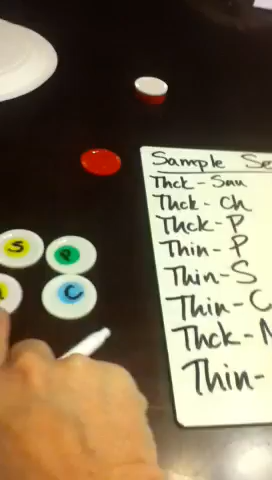 Sample Se
Thck - Sau
Thck - Ch
Thck - P
Thin - P
Thin - S
Thin - C
Thck -
Thin -
S
P
C